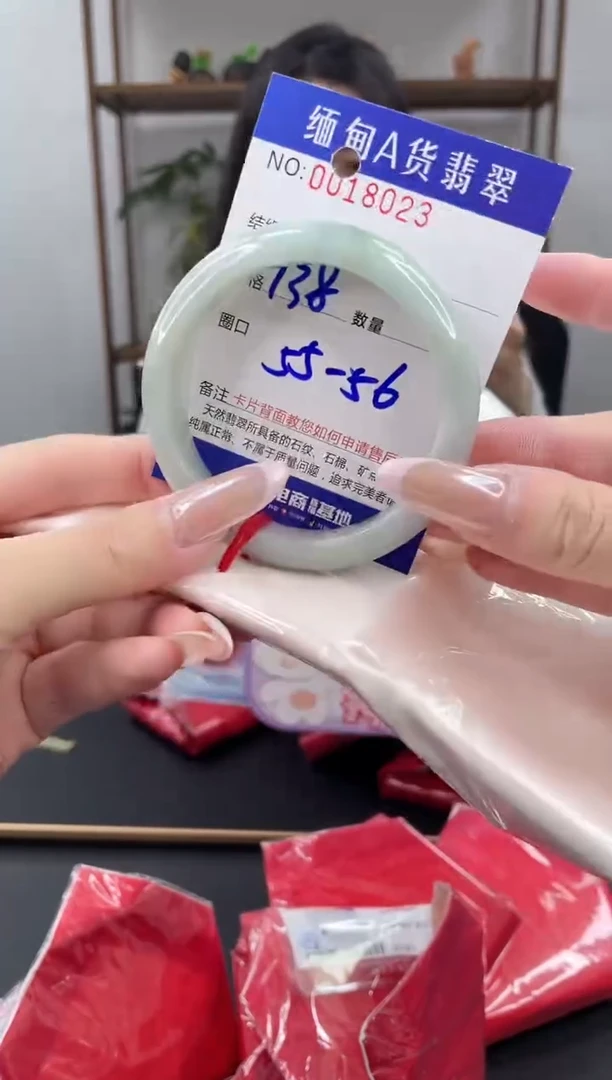 缅甸A货翡翠
NO:0018023
结
格 138 数量
圈口
55-56
备注 卡片背面教您如何申请售后
天然翡翠所具备的石纹、石棉、矿点
纯属正常、不属于质量问题，追求完美者
电商 基地